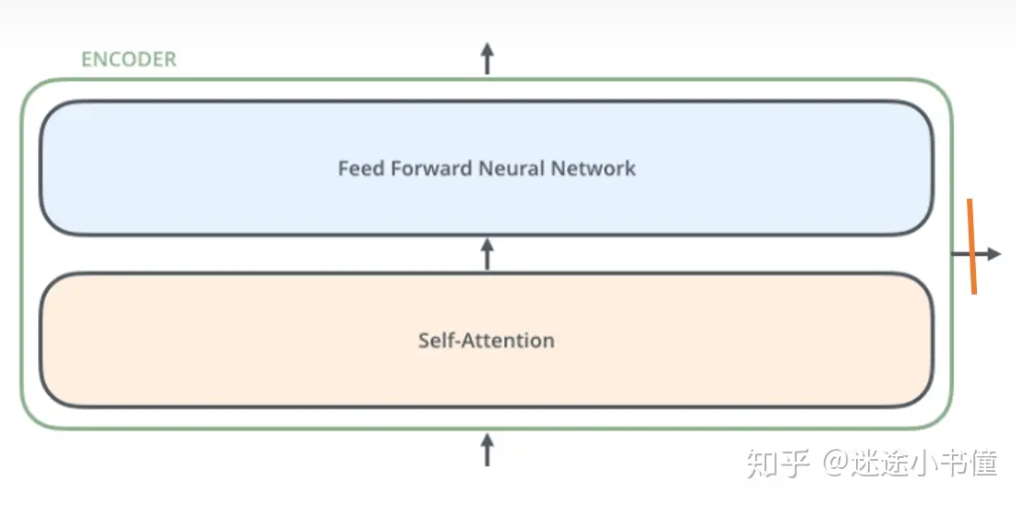 ENCODER
Feed Forward Neural Network
Self-Attention
知乎 @迷途小书僮